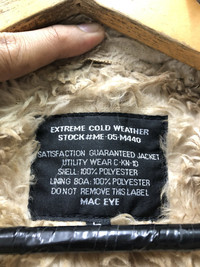 EXTREME COLD WEATHER
STOCK#ME-05-M440
SATISFACTION GUARANTEED JACKET
UTILITY WEAR C-KN-10
SHELL: 100% POLYESTER
LINING BOA: 100% POLYESTER
DO NOT REMOVE THIS LABEL
MAC EYE
L